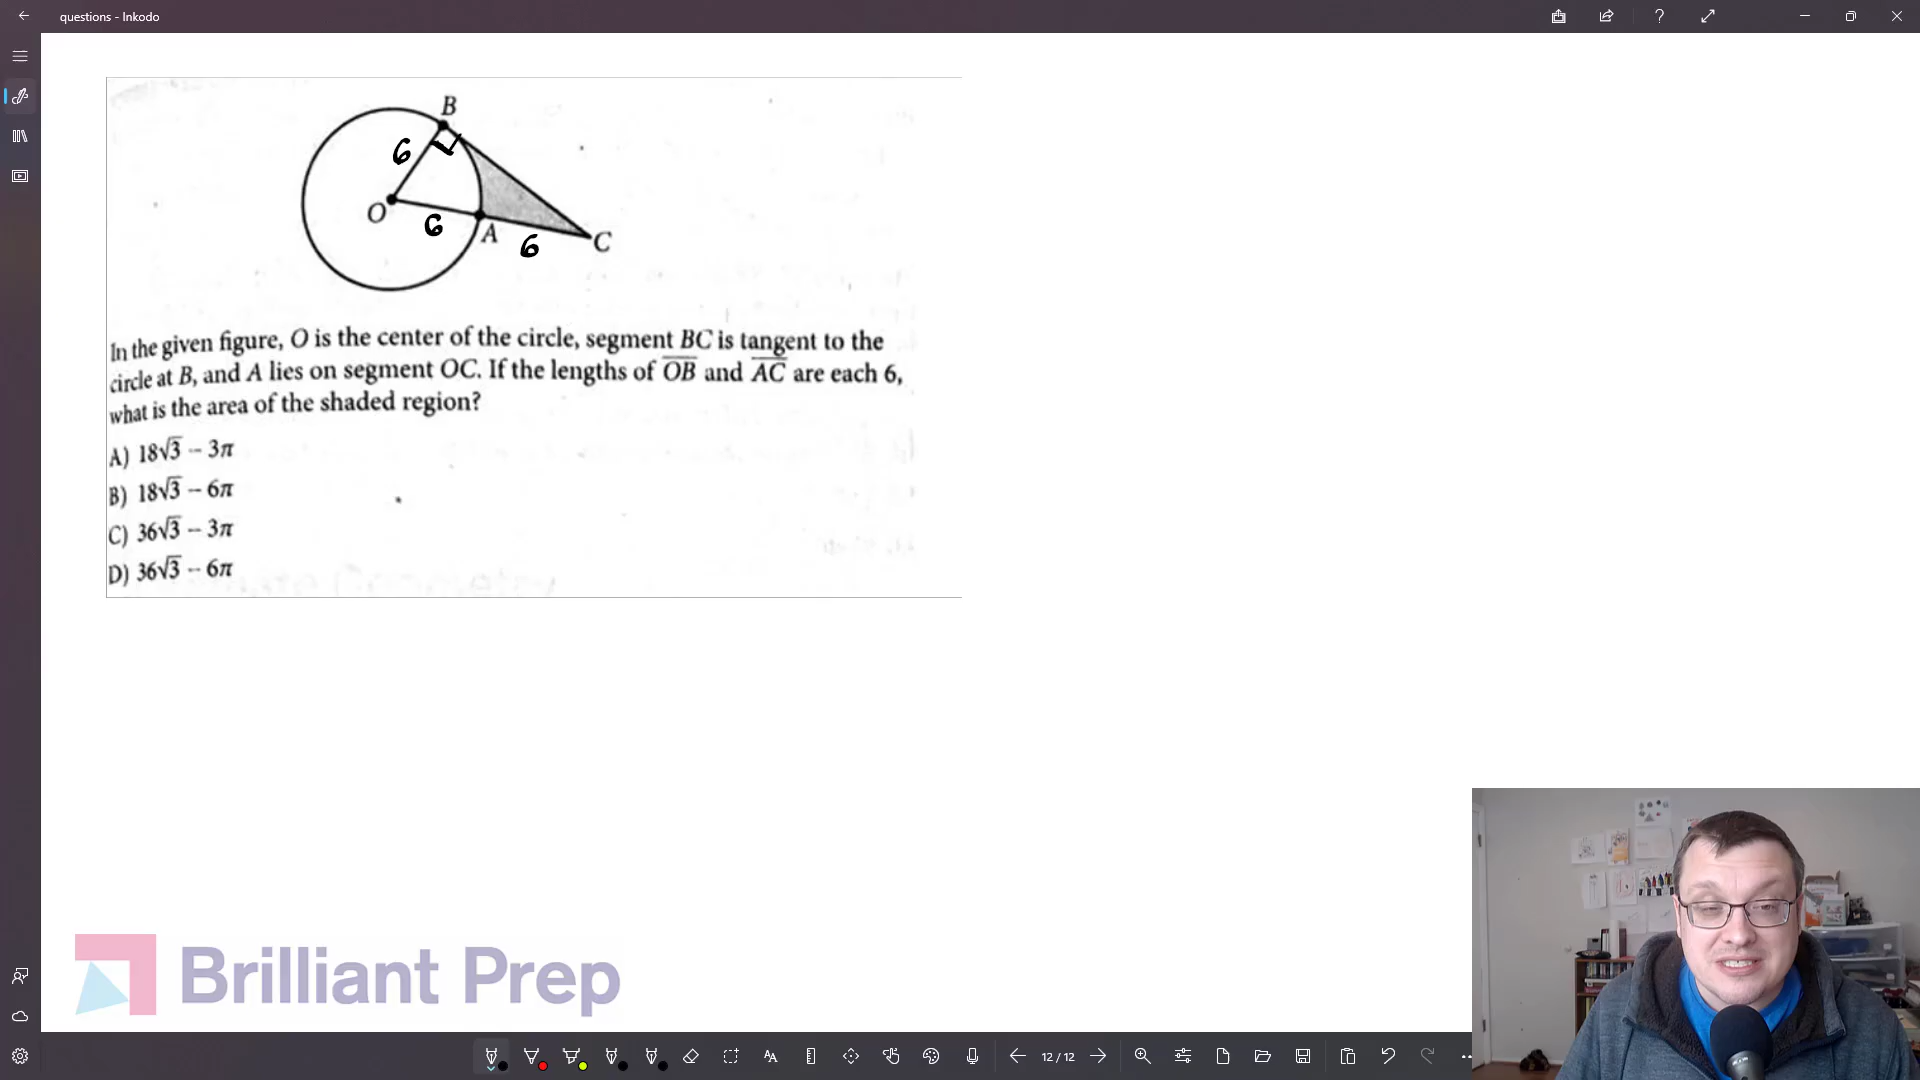 questions - Inkodo
B
6
O
6
A
6
C
In the given figure, O is the center of the circle, segment BC is tangent to the
circle at B, and A lies on segment OC. If the lengths of OB and AC are each 6,
what is the area of the shaded region?
A) 18√3 − 3π
B) 18√3 − 6π
C) 36√3 − 3π
D) 36√3 − 6π
Brilliant Prep
12 / 12